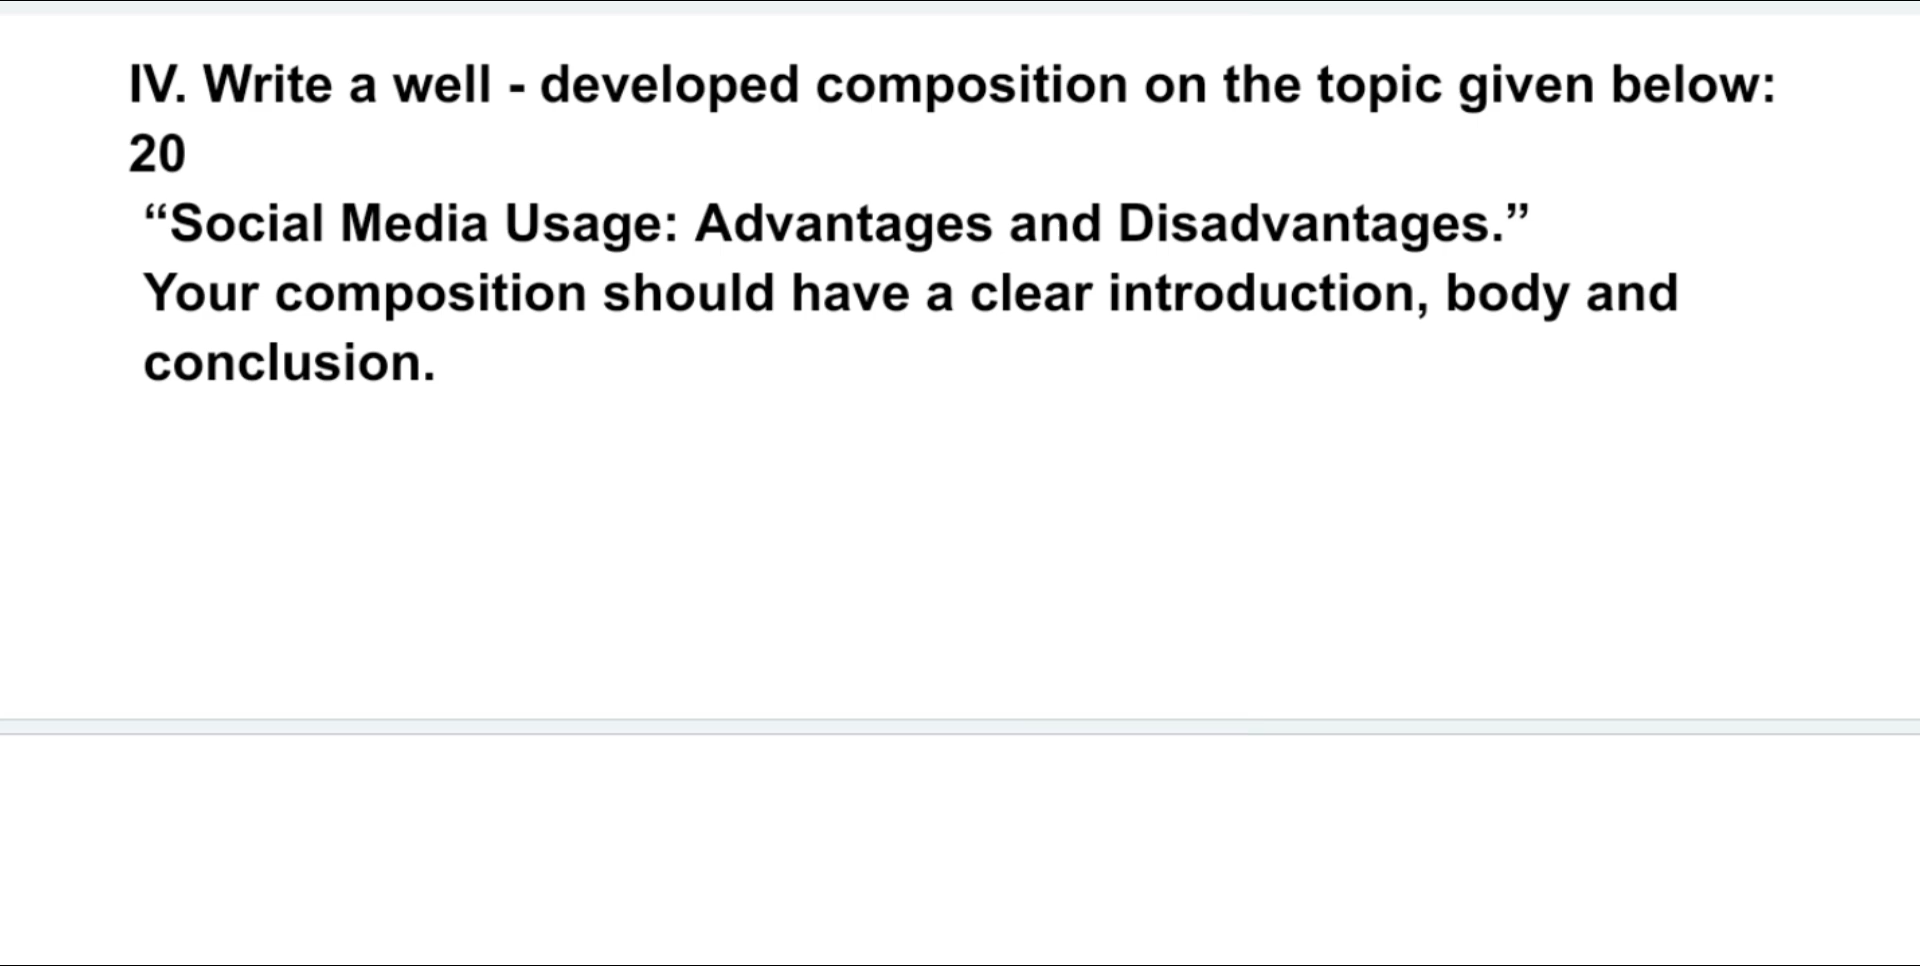 IV. Write a well - developed composition on the topic given below:
20
“Social Media Usage: Advantages and Disadvantages.”
Your composition should have a clear introduction, body and
conclusion.